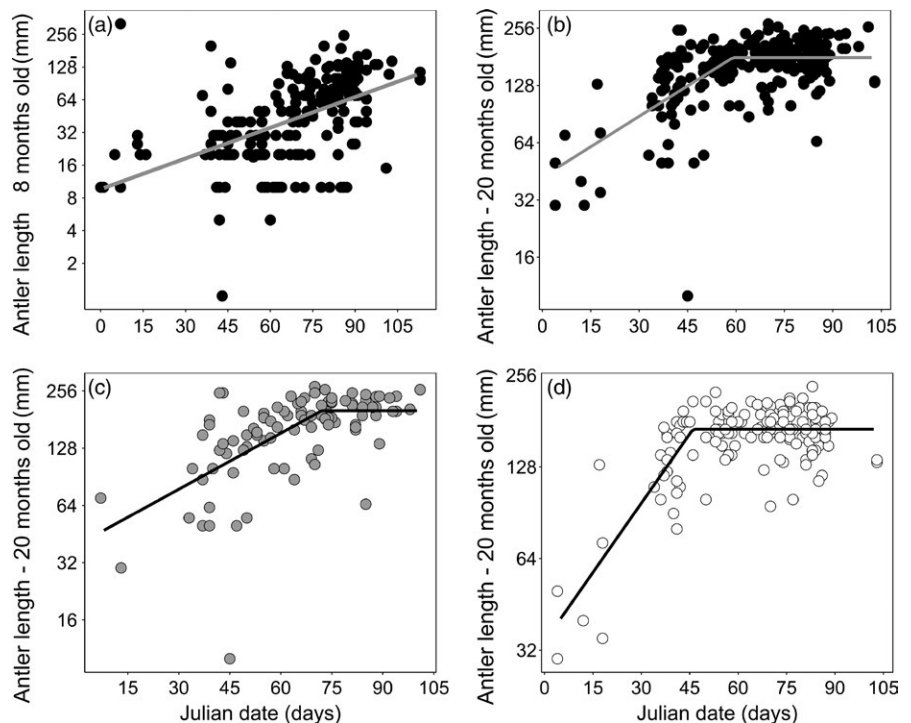 (a)
Antler length   8 months old (mm)
256
128
64
32
16
8
4
2
0 15 30 45 60 75 90 105
(b)
Antler length - 20 months old (mm)
256
128
64
32
16
0 15 30 45 60 75 90 105
(c)
Antler length - 20 months old (mm)
256
128
64
32
16
15 30 45 60 75 90 105
Julian date (days)
(d)
Antler length - 20 months old (mm)
256
128
64
32
0 15 30 45 60 75 90 105
Julian date (days)